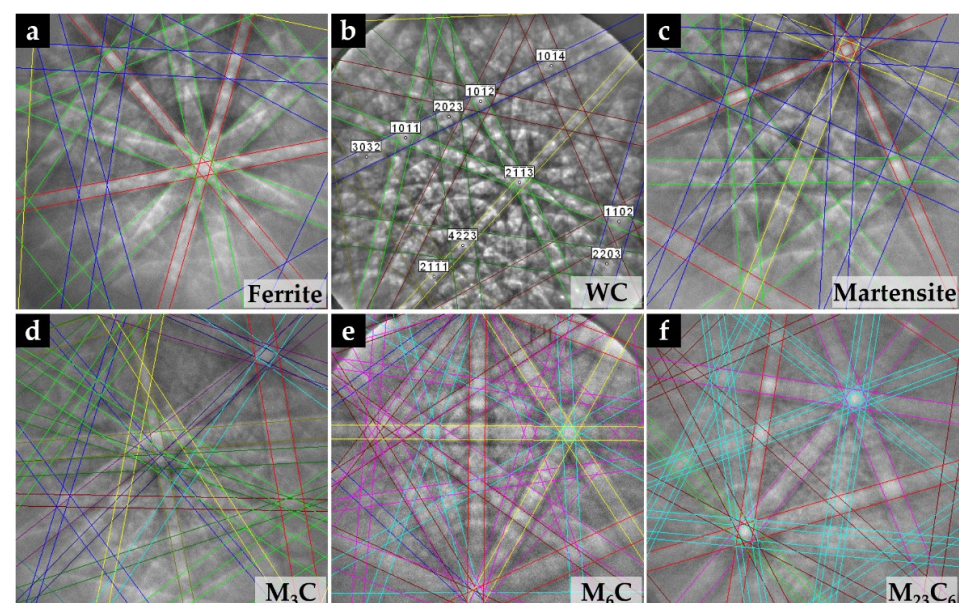 a
b
c
1014
1012
2023
1011
3032
2113
1102
4223
2203
2111
Ferrite
WC
Martensite
d
e
f
M₃C
M₆C
M₂₃C₆